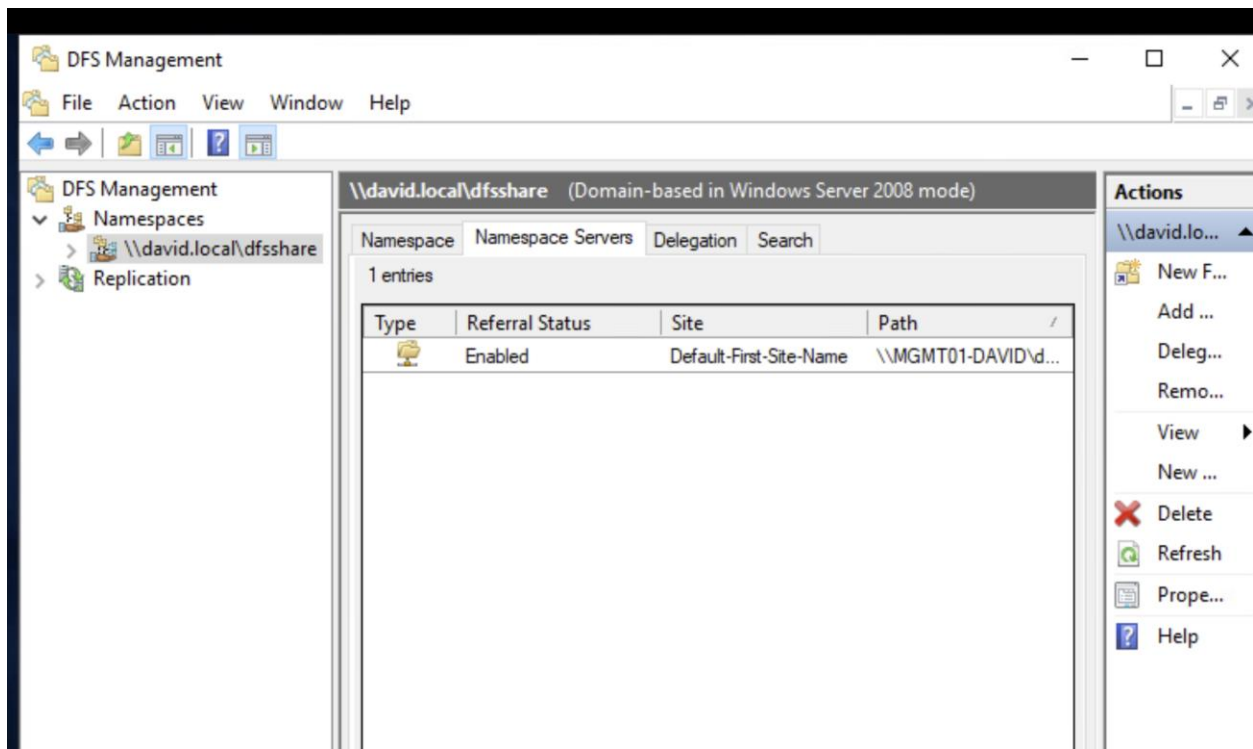 DFS Management
File Action View Window Help
DFS Management
Namespaces
\\david.local\dfsshare
Replication
\\david.local\dfsshare (Domain-based in Windows Server 2008 mode)
Namespace Namespace Servers Delegation Search
1 entries
Type Referral Status Site Path
Enabled Default-First-Site-Name \\MGMT01-DAVID\d...
Actions
\\david.lo...
New F...
Add ...
Deleg...
Remo...
View
New ...
Delete
Refresh
Prope...
Help